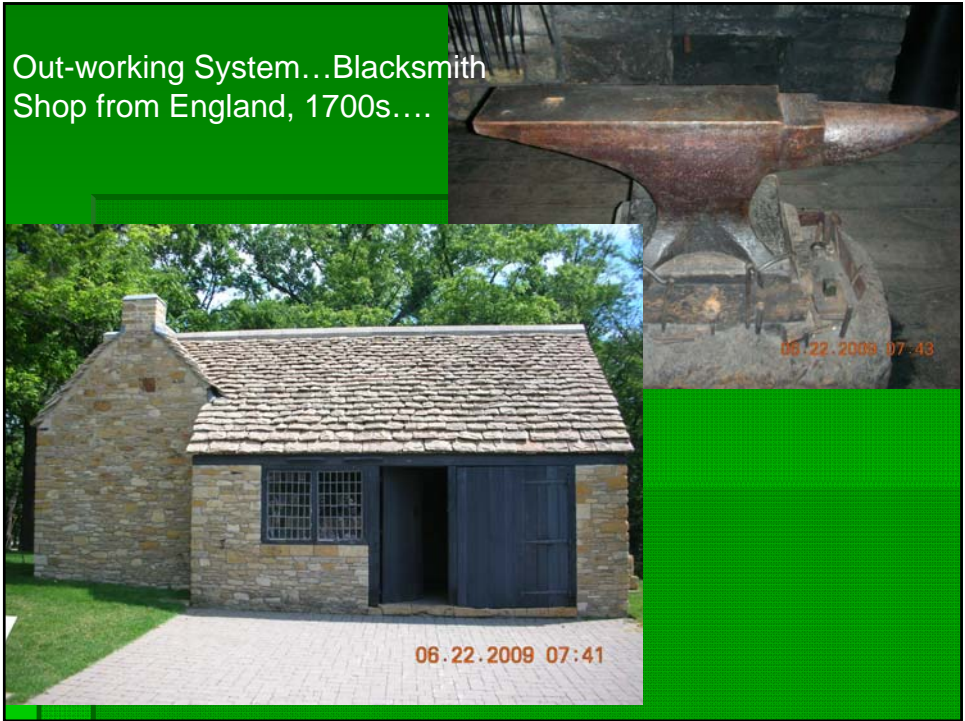 Out-working System…Blacksmith
Shop from England, 1700s….
06.22.2009 07:43
06.22.2009 07:41